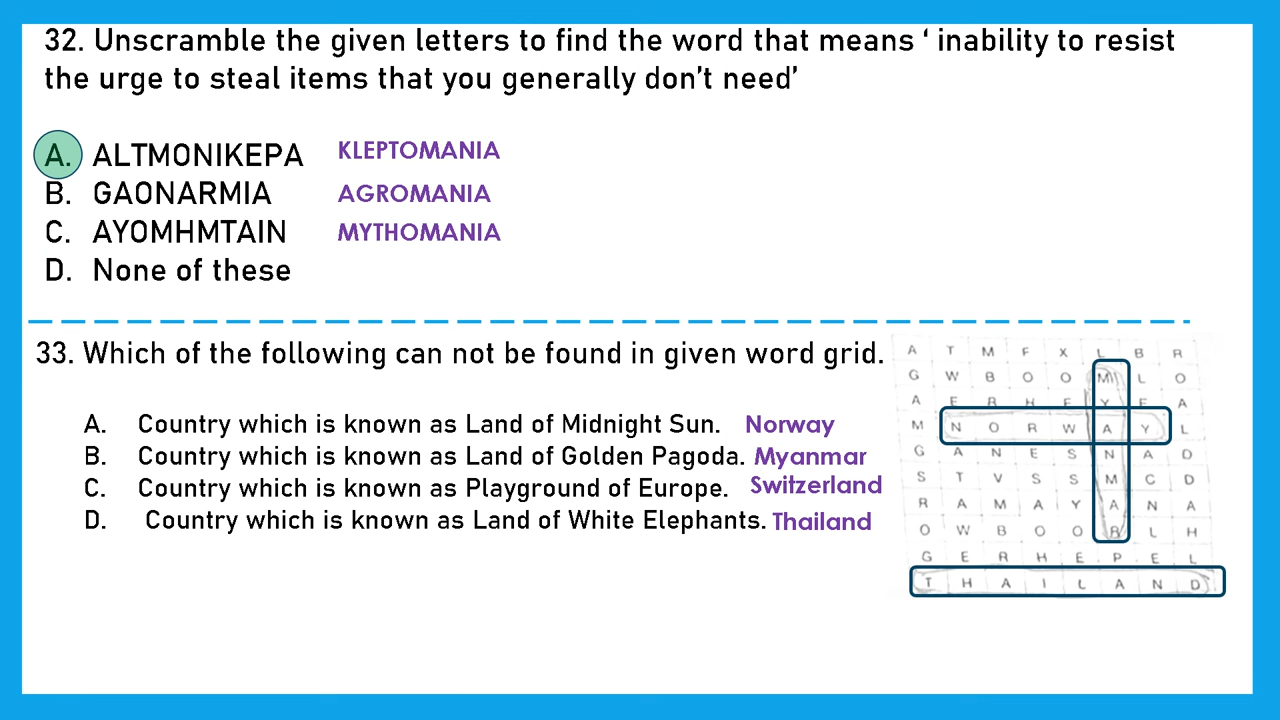 32. Unscramble the given letters to find the word that means ‘ inability to resist
the urge to steal items that you generally don’t need’
A. ALTMONIKEPA KLEPTOMANIA
B. GAONARMIA AGROMANIA
C. AYOMHMTAIN MYTHOMANIA
D. None of these
33. Which of the following can not be found in given word grid.
A. Country which is known as Land of Midnight Sun. Norway
B. Country which is known as Land of Golden Pagoda. Myanmar
C. Country which is known as Playground of Europe. Switzerland
D. Country which is known as Land of White Elephants. Thailand
A T M F X L B R
G W B O O M L O
A E R H E Y E A
M N O R W A Y L
G A N E S N A D
S T V S S M C D
R A M A Y A N A
O W B O O R L H
G E R H E P E L
T H A I L A N D